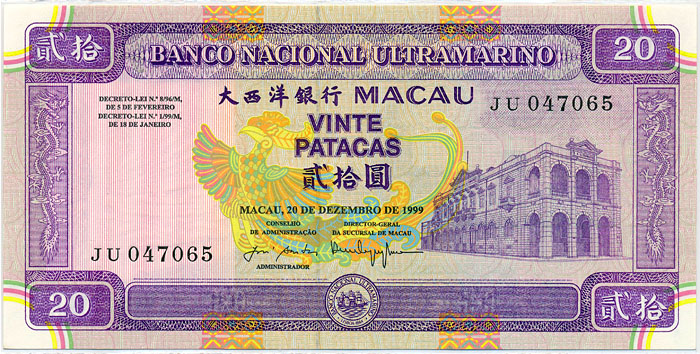 貳拾
BANCO NACIONAL ULTRAMARINO
20
DECRETO-LEI N.º 8/96/M,
DE 5 DE FEVEREIRO
DECRETO-LEI N.º 1/99/M,
DE 18 DE JANEIRO
大西洋銀行 MACAU
JU 047065
VINTE
PATACAS
貳拾圓
MACAU, 20 DE DEZEMBRO DE 1999
CONSELHO
DE ADMINISTRAÇÃO
DIRECTOR-GERAL
DA SUCURSAL DE MACAU
JU 047065
ADMINISTRADOR
20
貳拾